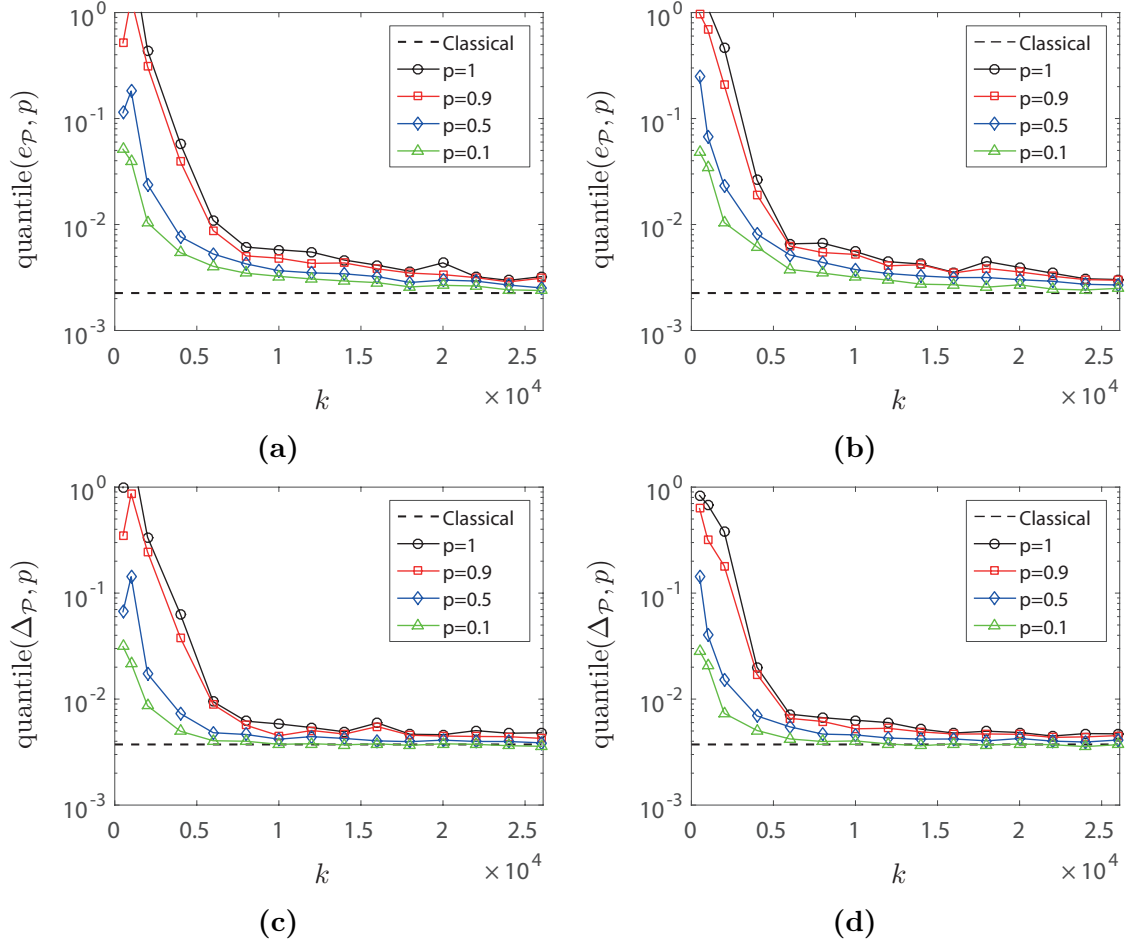 10^0
10^-1
10^-2
10^-3
quantile(e_𝒫, p)
Classical
p=1
p=0.9
p=0.5
p=0.1
0 0.5 1 1.5 2 2.5
k
× 10^4
(a)
10^0
10^-1
10^-2
10^-3
quantile(e_𝒫, p)
Classical
p=1
p=0.9
p=0.5
p=0.1
0 0.5 1 1.5 2 2.5
k
× 10^4
(b)
10^0
10^-1
10^-2
10^-3
quantile(Δ_𝒫, p)
Classical
p=1
p=0.9
p=0.5
p=0.1
0 0.5 1 1.5 2 2.5
k
× 10^4
(c)
10^0
10^-1
10^-2
10^-3
quantile(Δ_𝒫, p)
Classical
p=1
p=0.9
p=0.5
p=0.1
0 0.5 1 1.5 2 2.5
k
× 10^4
(d)